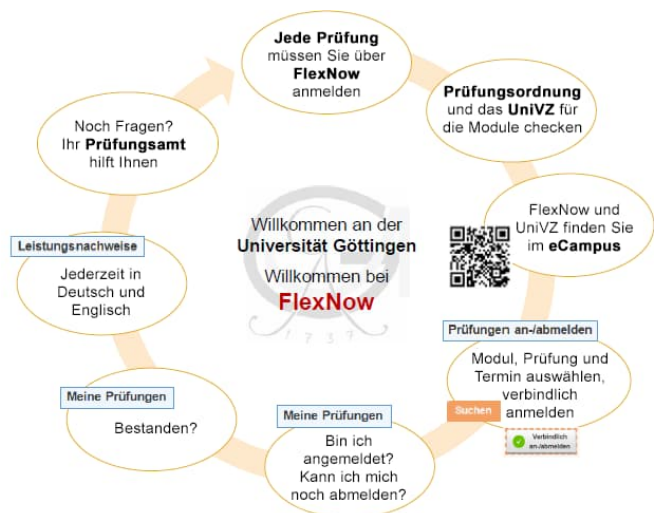 Jede Prüfung
müssen Sie über
FlexNow
anmelden
Prüfungsordnung
und das UniVZ für
die Module checken
FlexNow und
UniVZ finden Sie
im eCampus
Prüfungen an-/abmelden
Modul, Prüfung und
Termin auswählen,
verbindlich
anmelden
Suchen
Verbindlich
an-/abmelden
Meine Prüfungen
Bin ich
angemeldet?
Kann ich mich
noch abmelden?
Meine Prüfungen
Bestanden?
Leistungsnachweise
Jederzeit in
Deutsch und
Englisch
Noch Fragen?
Ihr Prüfungsamt
hilft Ihnen
Willkommen an der
Universität Göttingen
Willkommen bei
FlexNow
1737